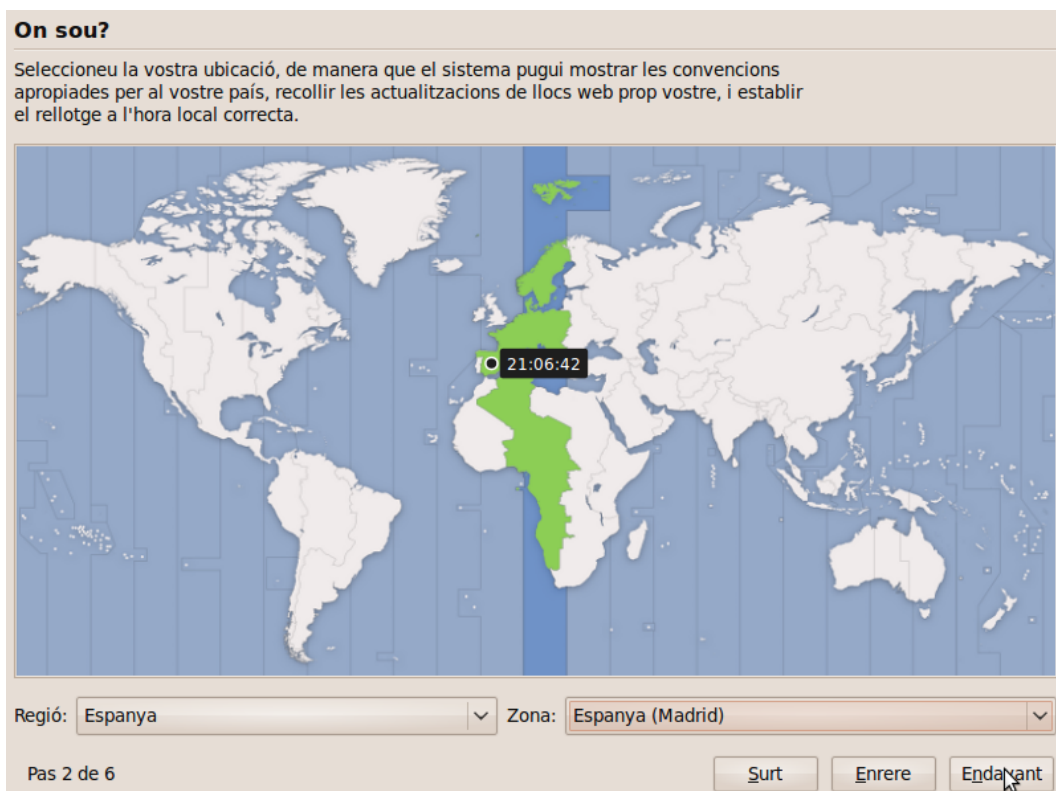 On sou?
Seleccioneu la vostra ubicació, de manera que el sistema pugui mostrar les convencions
apropiades per al vostre país, recollir les actualitzacions de llocs web prop vostre, i establir
el rellotge a l'hora local correcta.
21:06:42
Regió: Espanya Zona: Espanya (Madrid)
Pas 2 de 6 Surt Enrere Endavant